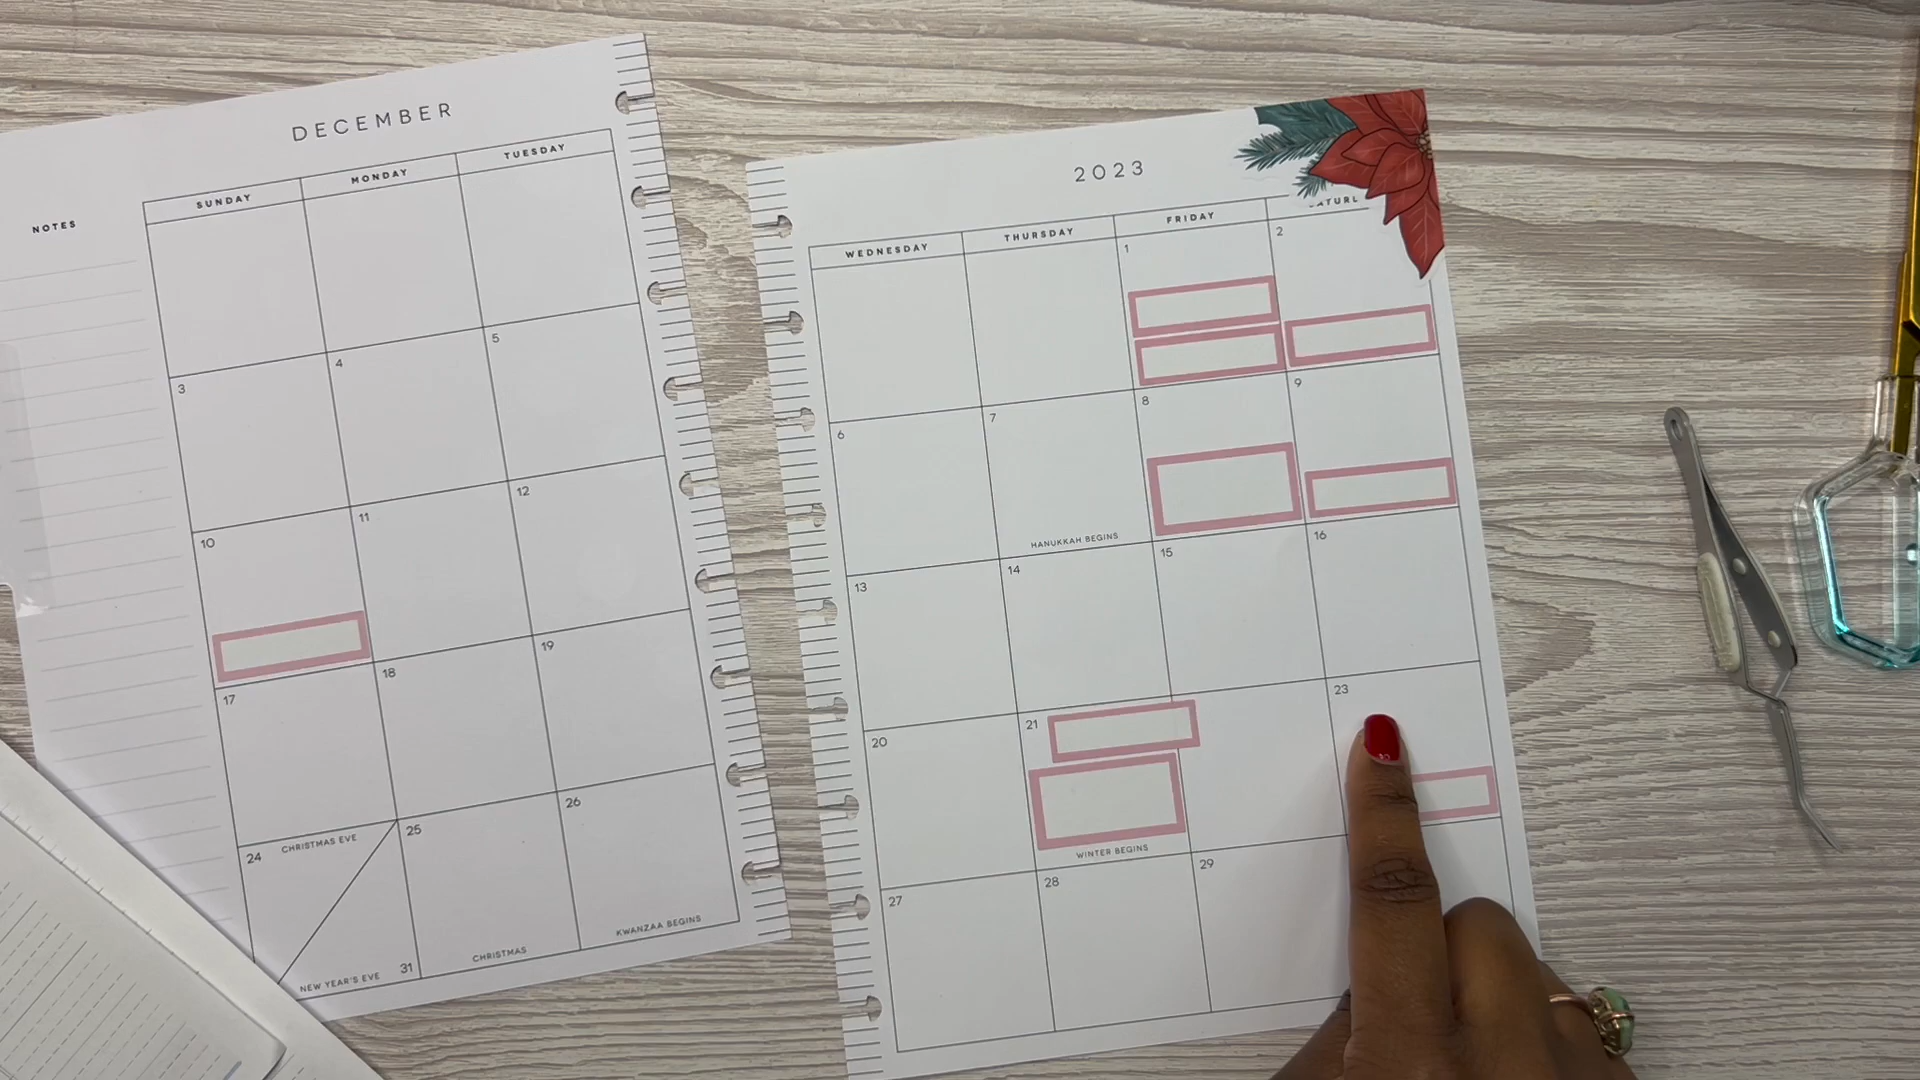 DECEMBER
NOTES
SUNDAY MONDAY TUESDAY
3 4 5
10 11 12
17 18 19
24 CHRISTMAS EVE 25 26
NEW YEAR'S EVE 31 CHRISTMAS KWANZAA BEGINS
2023
WEDNESDAY THURSDAY FRIDAY
1 2
6 7 8 9
HANUKKAH BEGINS
13 14 15 16
20 21 23
WINTER BEGINS
27 28 29